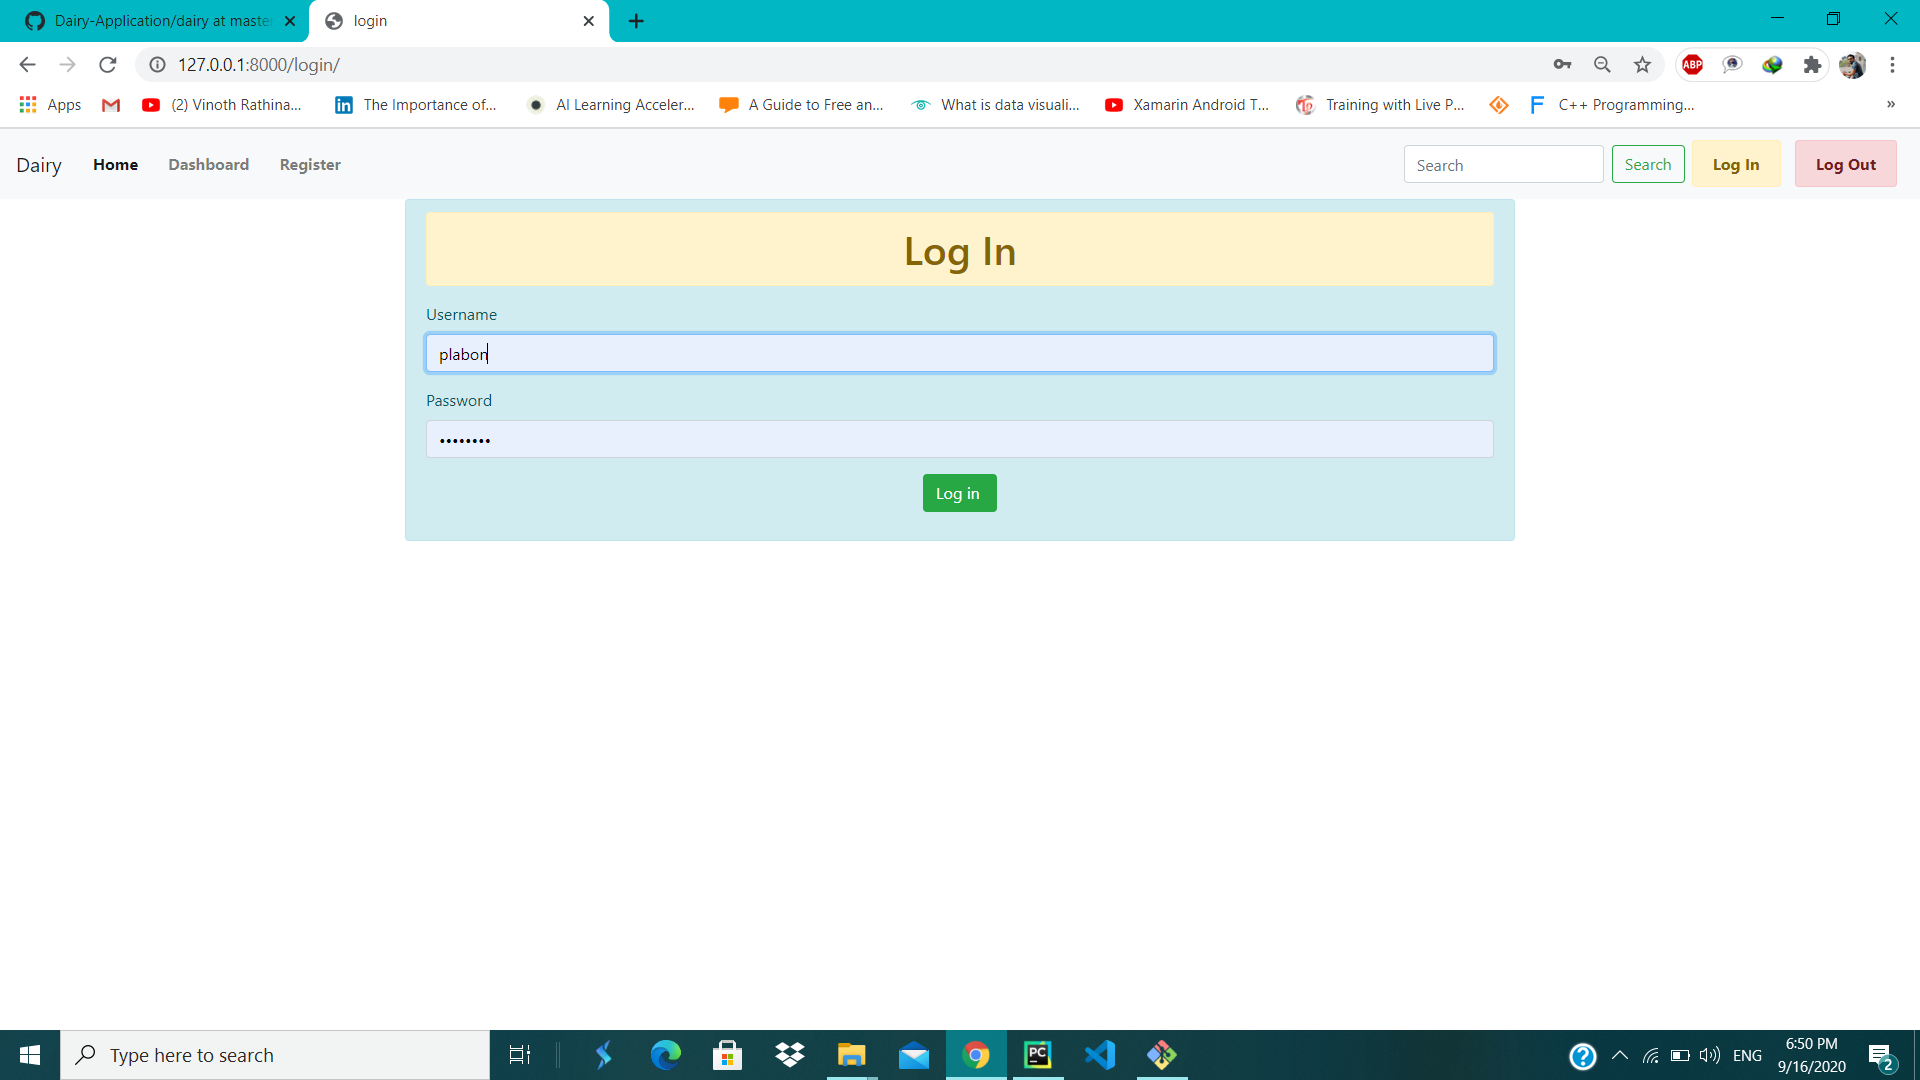 Dairy-Application/dairy at master
login
127.0.0.1:8000/login/
ABP
Apps
(2) Vinoth Rathina...
The Importance of...
AI Learning Acceler...
A Guide to Free an...
What is data visuali...
Xamarin Android T...
Training with Live P...
C++ Programming...
»
Dairy
Home
Dashboard
Register
Search
Search
Log In
Log Out
Log In
Username
plabon
Password
••••••••
Log in
Type here to search
PC
ENG
6:50 PM
9/16/2020
2